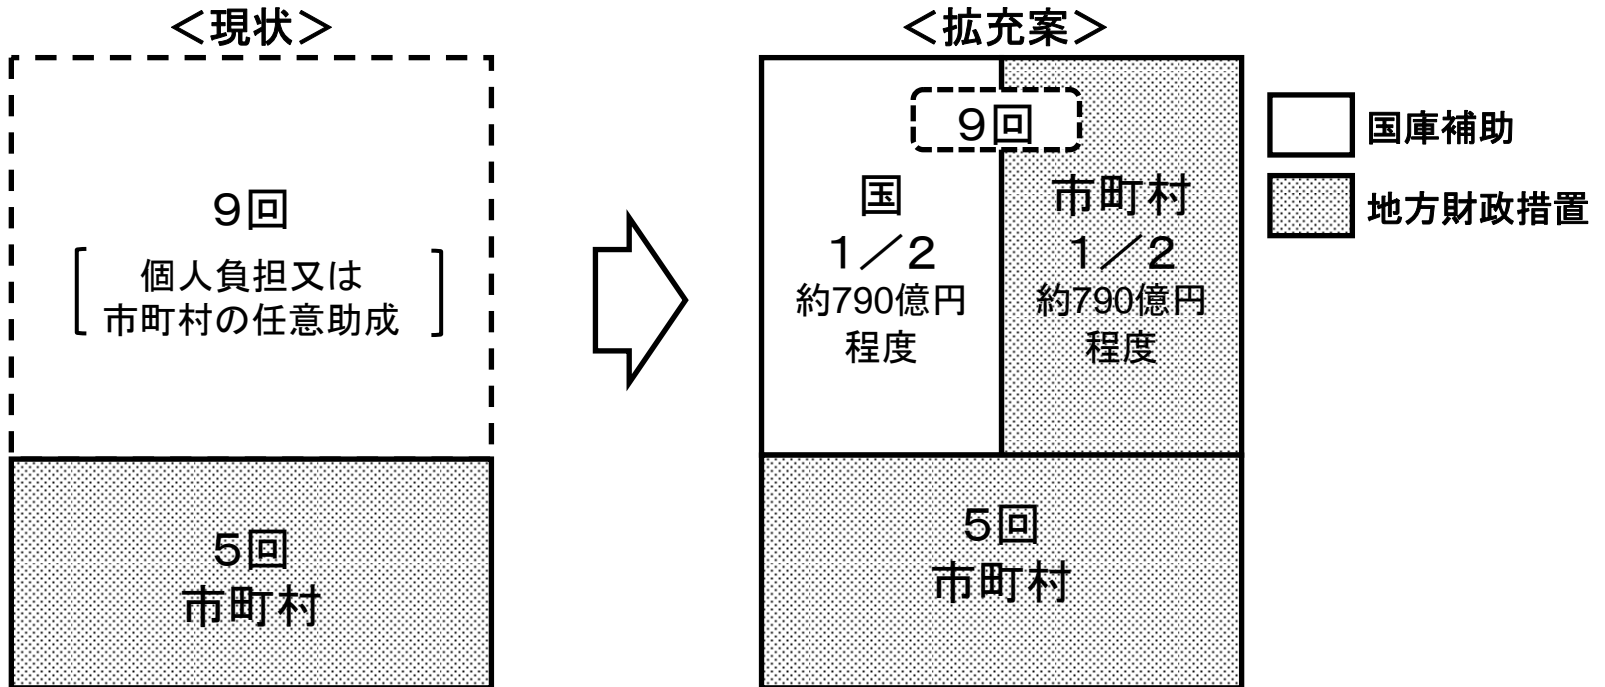 ＜現状＞
９回
個人負担又は
市町村の任意助成
５回
市町村
＜拡充案＞
９回
国
１／２
約790億円
程度
市町村
１／２
約790億円
程度
５回
市町村
国庫補助
地方財政措置